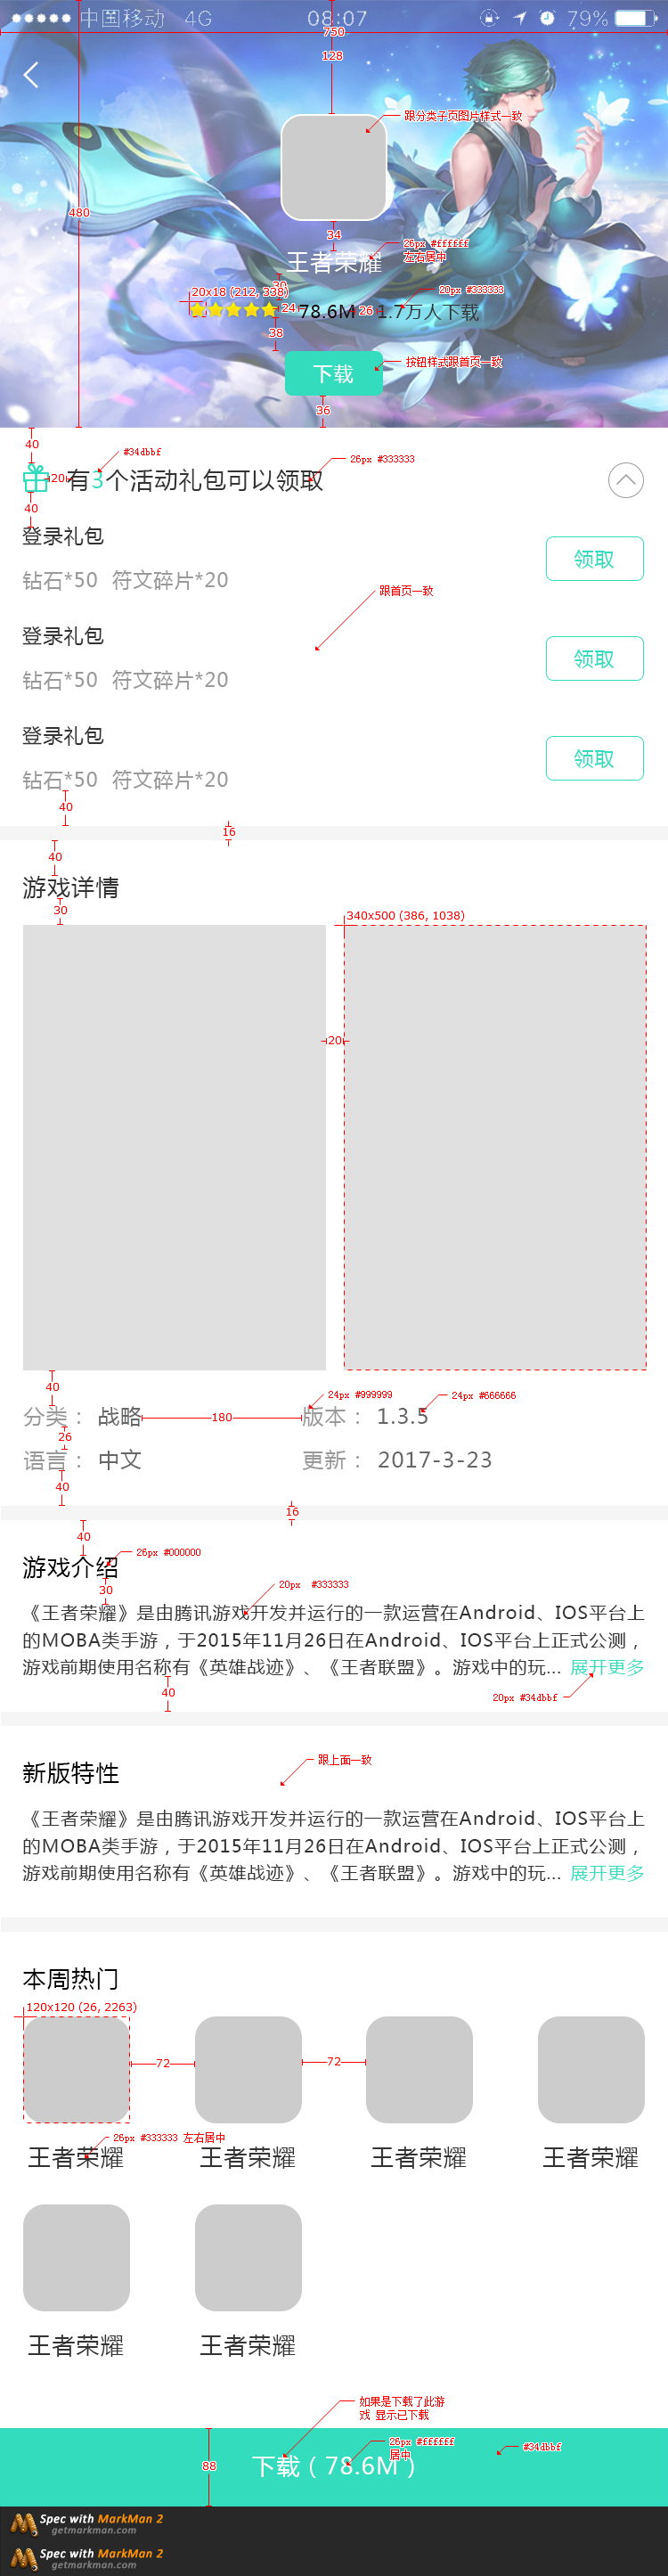 中国移动 4G 08:07 79%
750
128
跟分类子页图片样式一致
480
34
王者荣耀
26px #ffffff
左右居中
30
20x18 (212, 338)
20px #333333
24 78.6M 26 1.7万人下载
38
下载
按钮样式跟首页一致
36
40
#34dbbf
26px #333333
20 有3个活动礼包可以领取
40
登录礼包
钻石*50 符文碎片*20
领取
跟首页一致
登录礼包
钻石*50 符文碎片*20
领取
登录礼包
钻石*50 符文碎片*20
领取
40
16
40
游戏详情
30
340x500 (386, 1038)
20
40
24px #999999
24px #666666
分类： 战略 180 版本： 1.3.5
26
语言： 中文 更新： 2017-3-23
40
16
40
26px #000000
游戏介绍
30
20px #333333
《王者荣耀》是由腾讯游戏开发并运行的一款运营在Android、IOS平台上
的MOBA类手游，于2015年11月26日在Android、IOS平台上正式公测，
游戏前期使用名称有《英雄战迹》、《王者联盟》。游戏中的玩... 展开更多
40
20px #34dbbf
跟上面一致
新版特性
《王者荣耀》是由腾讯游戏开发并运行的一款运营在Android、IOS平台上
的MOBA类手游，于2015年11月26日在Android、IOS平台上正式公测，
游戏前期使用名称有《英雄战迹》、《王者联盟》。游戏中的玩... 展开更多
本周热门
120x120 (26, 2263)
72 72
26px #333333 左右居中
王者荣耀 王者荣耀 王者荣耀 王者荣耀
王者荣耀 王者荣耀
如果是下载了此游
戏 显示已下载
26px #ffffff
居中
#34dbbf
88
下载（78.6M）
Spec with MarkMan 2
getmarkman.com
Spec with MarkMan 2
getmarkman.com